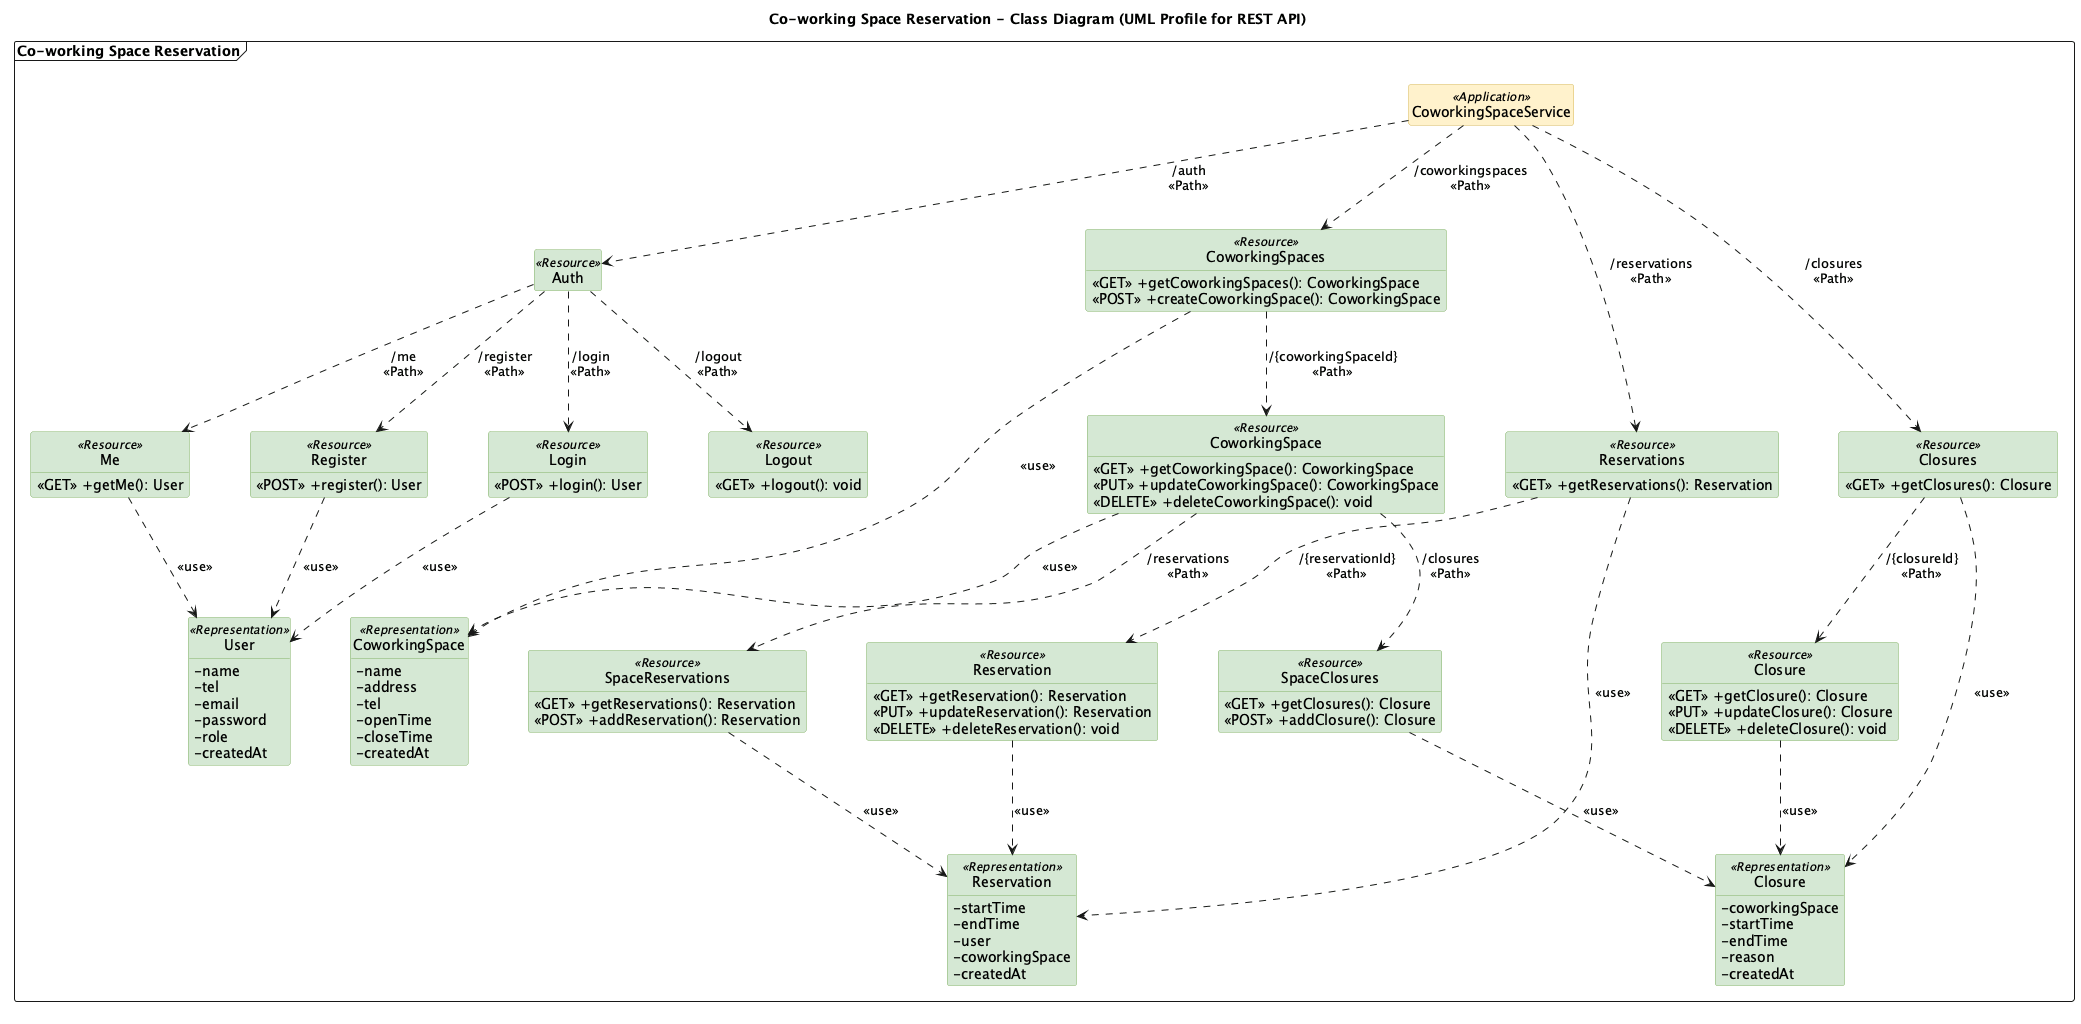 Co-working Space Reservation - Class Diagram (UML Profile for REST API)
Co-working Space Reservation
«Application»
CoworkingSpaceService
/auth
«Path»
/coworkingspaces
«Path»
/reservations
«Path»
/closures
«Path»
«Resource»
Auth
«Resource»
CoworkingSpaces
«GET» +getCoworkingSpaces(): CoworkingSpace
«POST» +createCoworkingSpace(): CoworkingSpace
/me
«Path»
/register
«Path»
/login
«Path»
/logout
«Path»
/{coworkingSpaceId}
«Path»
«Resource»
Me
«GET» +getMe(): User
«Resource»
Register
«POST» +register(): User
«Resource»
Login
«POST» +login(): User
«Resource»
Logout
«GET» +logout(): void
«use»
«Resource»
CoworkingSpace
«GET» +getCoworkingSpace(): CoworkingSpace
«PUT» +updateCoworkingSpace(): CoworkingSpace
«DELETE» +deleteCoworkingSpace(): void
«Resource»
Reservations
«GET» +getReservations(): Reservation
«Resource»
Closures
«GET» +getClosures(): Closure
«use»
«use»
«use»
«use»
/reservations
«Path»
/{reservationId}
«Path»
/closures
«Path»
/{closureId}
«Path»
«Representation»
User
-name
-tel
-email
-password
-role
-createdAt
«Representation»
CoworkingSpace
-name
-address
-tel
-openTime
-closeTime
-createdAt
«Resource»
SpaceReservations
«GET» +getReservations(): Reservation
«POST» +addReservation(): Reservation
«Resource»
Reservation
«GET» +getReservation(): Reservation
«PUT» +updateReservation(): Reservation
«DELETE» +deleteReservation(): void
«Resource»
SpaceClosures
«GET» +getClosures(): Closure
«POST» +addClosure(): Closure
«use»
«Resource»
Closure
«GET» +getClosure(): Closure
«PUT» +updateClosure(): Closure
«DELETE» +deleteClosure(): void
«use»
«use»
«use»
«use»
«use»
«Representation»
Reservation
-startTime
-endTime
-user
-coworkingSpace
-createdAt
«Representation»
Closure
-coworkingSpace
-startTime
-endTime
-reason
-createdAt